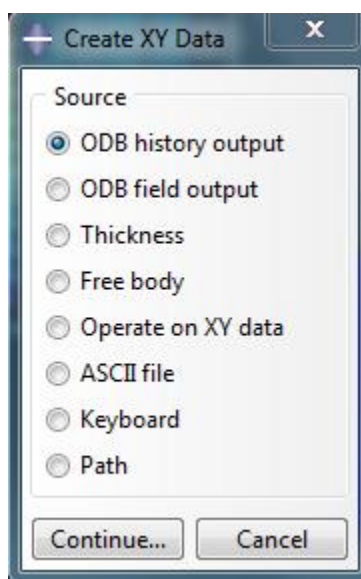 Create XY Data
X
Source
ODB history output
ODB field output
Thickness
Free body
Operate on XY data
ASCII file
Keyboard
Path
Continue... Cancel